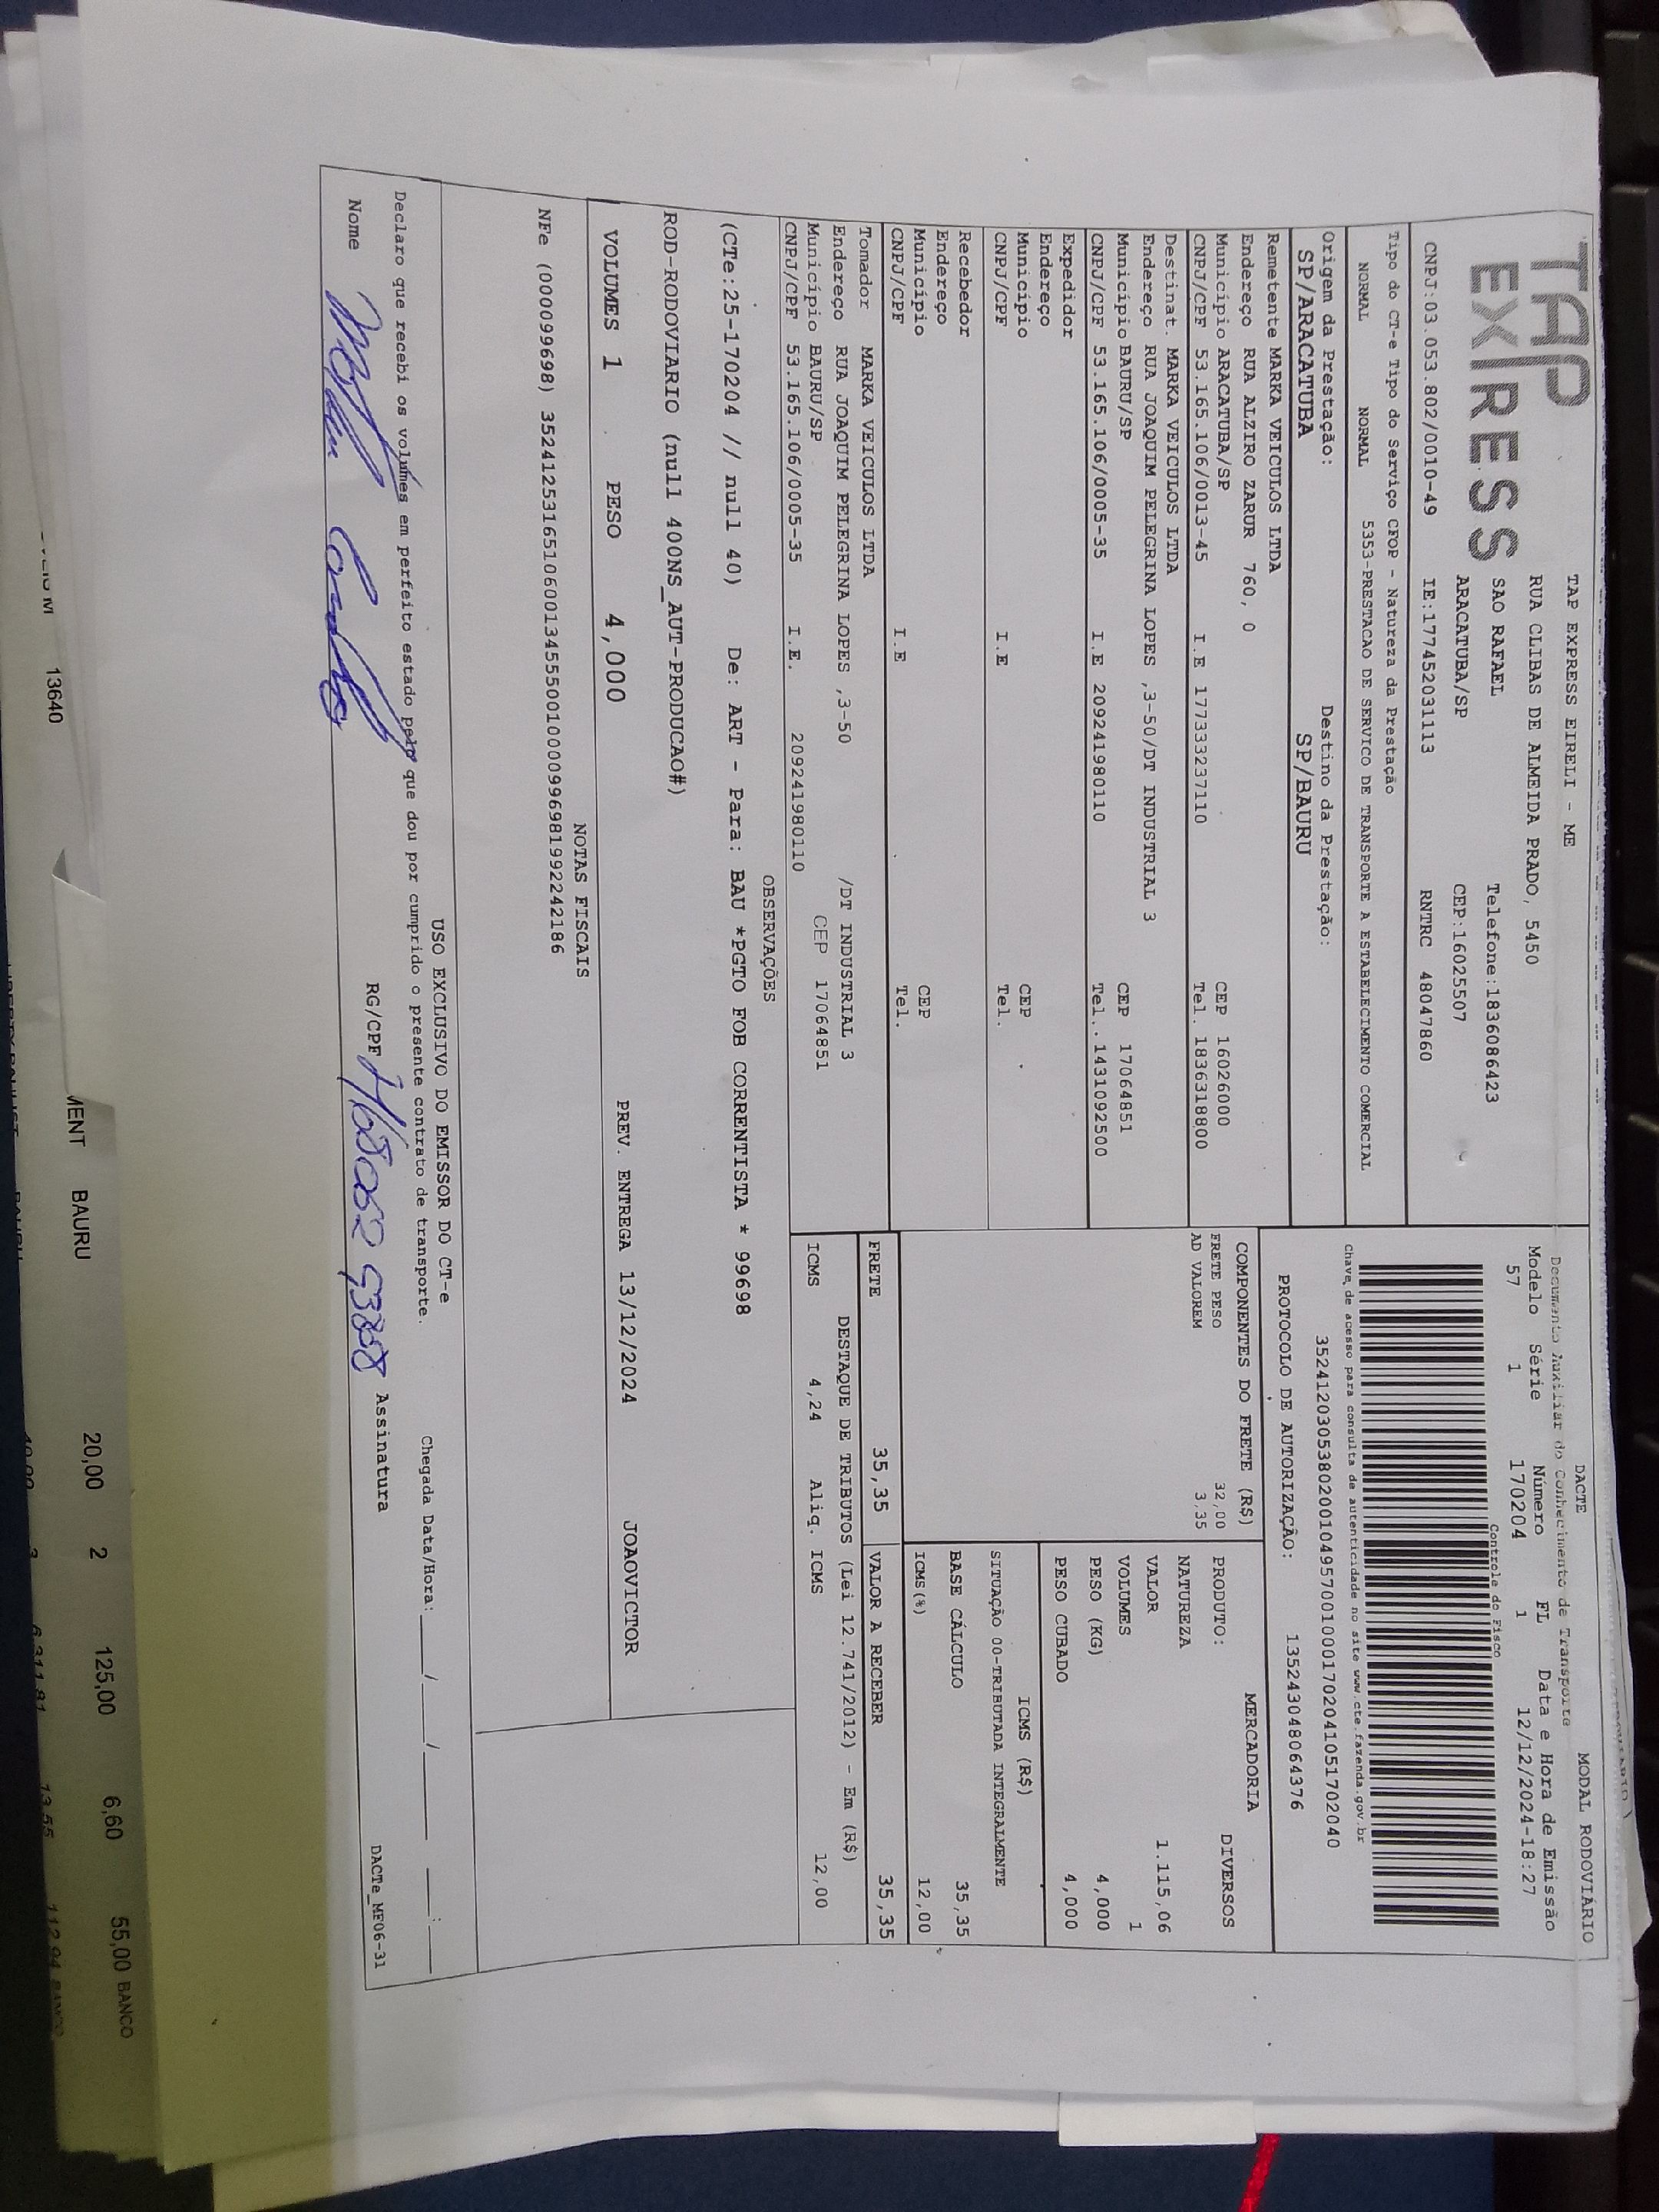 TAP EXPRESS
TAP EXPRESS EIRELI - ME
RUA CLIBAS DE ALMEIDA PRADO, 5450
SAO RAFAEL Telefone:1836086423
ARACATUBA/SP CEP:16025507
CNPJ:03.053.802/0010-49 IE:177452031113 RNTRC 48047860
DACTE MODAL RODOVIÁRIO
Documento Auxiliar do Conhecimento de Transporte
Modelo Série Número FL Data e Hora de Emissão
57 1 170204 1 12/12/2024-18:27
Controle do Fisco
Chave de acesso para consulta de autenticidade no site www.cte.fazenda.gov.br
35241203053802001049570010001702041051702040
PROTOCOLO DE AUTORIZAÇÃO: 135243048064376
Tipo do CT-e Tipo do Serviço CFOP - Natureza da Prestação
NORMAL NORMAL 5353-PRESTACAO DE SERVICO DE TRANSPORTE A ESTABELECIMENTO COMERCIAL
Origem da Prestação: Destino da Prestação:
SP/ARACATUBA SP/BAURU
Remetente MARKA VEICULOS LTDA
Endereço RUA ALZIRO ZARUR 760, 0
Município ARACATUBA/SP CEP 16026000
CNPJ/CPF 53.165.106/0013-45 I.E 177333237110 Tel. 1836318800
Destinat. MARKA VEICULOS LTDA
Endereço RUA JOAQUIM PELEGRINA LOPES ,3-50/DT INDUSTRIAL 3
Município BAURU/SP CEP 17064851
CNPJ/CPF 53.165.106/0005-35 I.E 209241980110 Tel. 1431092500
Expedidor
Endereço
Município CEP
CNPJ/CPF I.E Tel.
Recebedor
Endereço
Município CEP
CNPJ/CPF I.E Tel.
Tomador MARKA VEICULOS LTDA
Endereço RUA JOAQUIM PELEGRINA LOPES ,3-50 /DT INDUSTRIAL 3
Município BAURU/SP CEP 17064851
CNPJ/CPF 53.165.106/0005-35 I.E. 209241980110
COMPONENTES DO FRETE (R$)
FRETE PESO 32,00
AD VALOREM 3,35
MERCADORIA
PRODUTO: DIVERSOS
NATUREZA
VALOR 1.115,06
VOLUMES 1
PESO (KG) 4,000
PESO CUBADO 4,000
ICMS (R$)
SITUAÇÃO 00-TRIBUTADA INTEGRALMENTE
BASE CÁLCULO 35,35
ICMS(%) 12,00
FRETE 35,35 VALOR A RECEBER 35,35
DESTAQUE DE TRIBUTOS (Lei 12.741/2012) - Em (R$)
ICMS 4,24 Aliq. ICMS 12,00
OBSERVAÇÕES
(CTe:25-170204 // null 40) De: ART - Para: BAU *PGTO FOB CORRENTISTA * 99698
ROD-RODOVIARIO (null 400NS_AUT-PRODUCAO#)
VOLUMES 1 PESO 4,000 PREV. ENTREGA 13/12/2024 JOAOVICTOR
NOTAS FISCAIS
NFe (000099698) 35241253165106001345550010000996981992242186
USO EXCLUSIVO DO EMISSOR DO CT-e
Declaro que recebi os volumes em perfeito estado pelo que dou por cumprido o presente contrato de transporte. Chegada Data/Hora:____/____/______ ____:____
Nome RG/CPF Assinatura DACTe_MF06-31
13640
MENT BAURU 20,00 2 125,00 6,60 55,00 BANCO